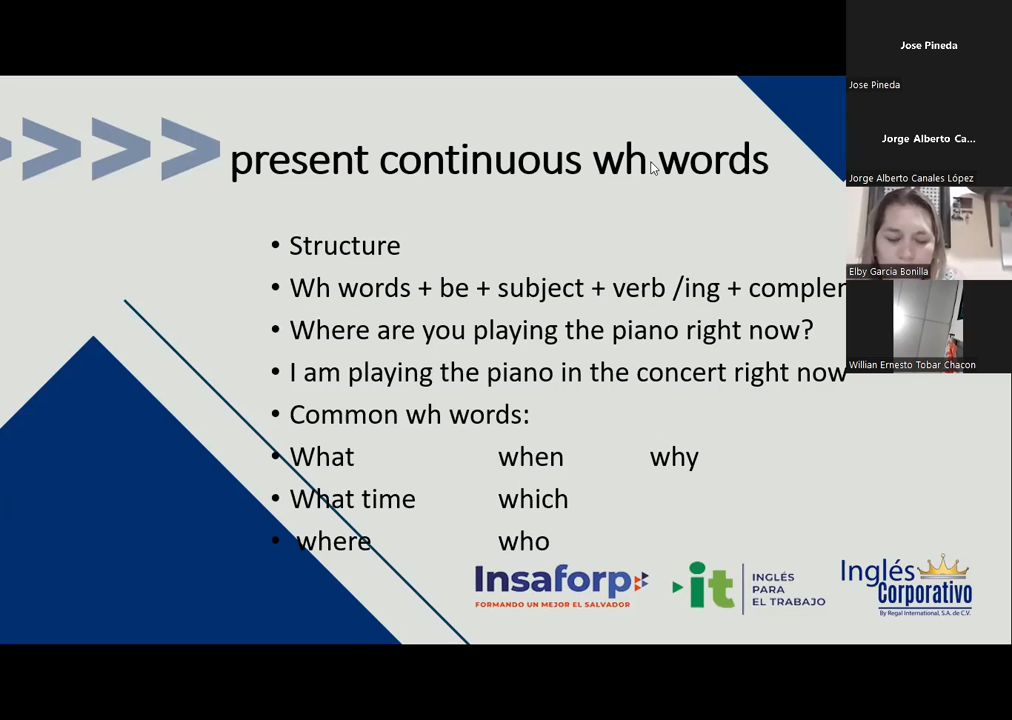 present continuous wh words
• Structure
• Wh words + be + subject + verb /ing + complem
• Where are you playing the piano right now?
• I am playing the piano in the concert right now
• Common wh words:
• What when why
• What time which
• where who
Insaforp
FORMANDO UN MEJOR EL SALVADOR
it
INGLÉS
PARA
EL TRABAJO
Inglés
Corporativo
By Regal International, S.A. de C.V.
Jose Pineda
Jose Pineda
Jorge Alberto Ca...
Jorge Alberto Canales López
Elby Garcia Bonilla
Willian Ernesto Tobar Chacon